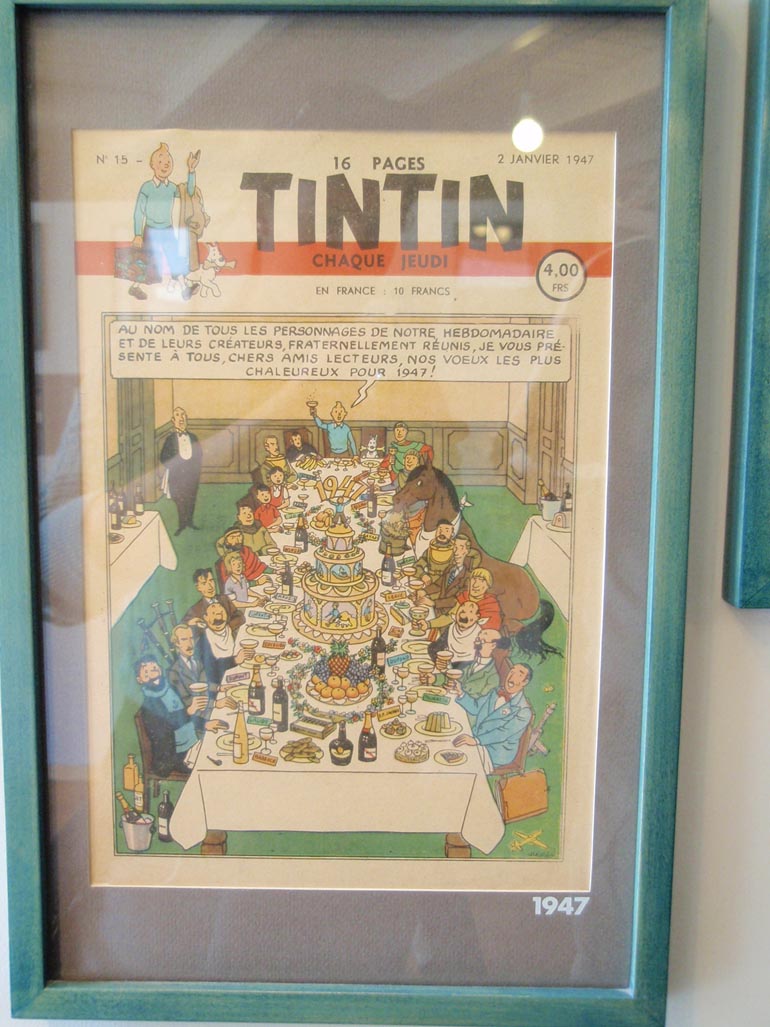 N° 15 -
16 PAGES
2 JANVIER 1947
TINTIN
CHAQUE JEUDI
4,00
FRS
EN FRANCE : 10 FRANCS
AU NOM DE TOUS LES PERSONNAGES DE NOTRE HEBDOMADAIRE
ET DE LEURS CRÉATEURS, FRATERNELLEMENT RÉUNIS, JE VOUS PRÉ-
SENTE À TOUS, CHERS AMIS LECTEURS, NOS VOEUX LES PLUS
CHALEUREUX POUR 1947!
1947
1947